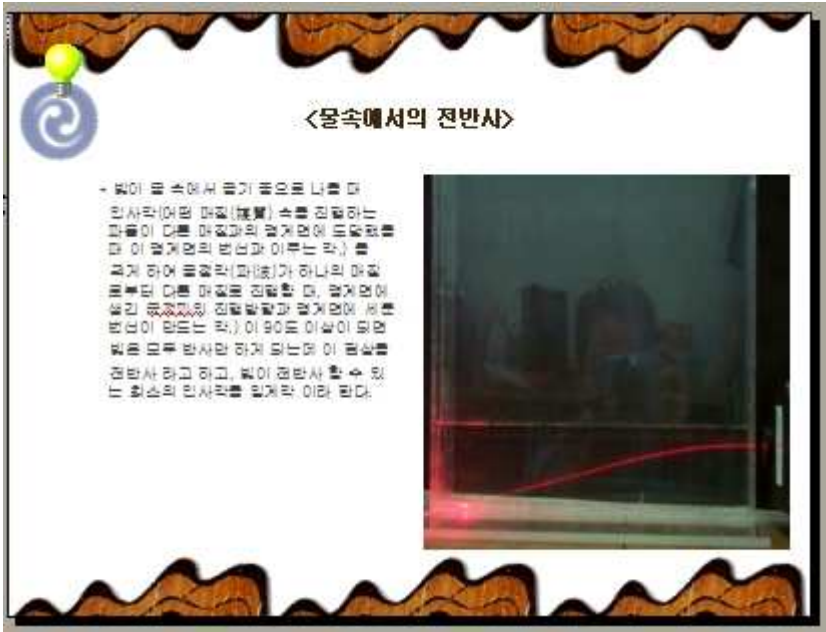 <물속에서의 전반사>
- 빛이 물 속에서 공기 중으로 나올 때
입사각(어떤 매질(媒質) 속을 진행하는
파동이 다른 매질과의 경계면에 도달했을
때 이 경계면의 법선과 이루는 각.) 를
크게 하여 굴절각(파(波)가 하나의 매질
로부터 다른 매질로 진행할 때, 경계면에
생긴 굴절파의 진행방향과 경계면에 세운
법선이 만드는 각.) 이 90도 이상이 되면
빛은 모두 반사만 하게 되는데 이 현상을
전반사 라고 하고, 빛이 전반사 할 수 있
는 최소의 입사각을 임계각 이라 한다.